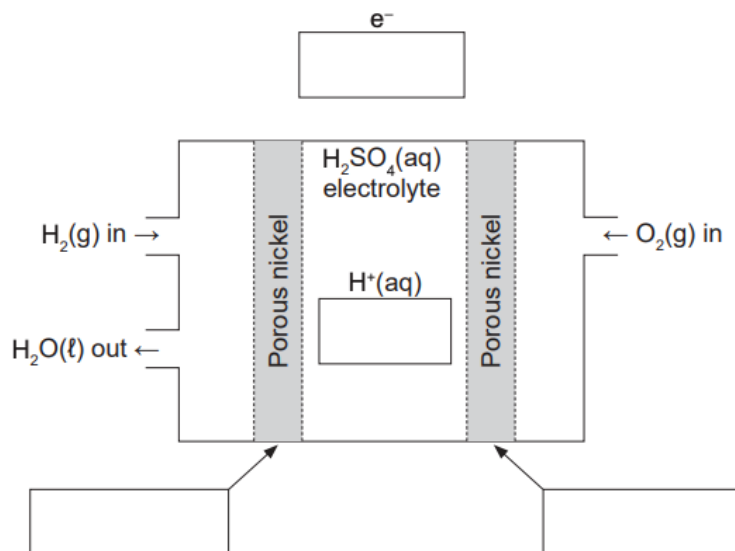 e⁻
H₂SO₄(aq)
electrolyte
H₂(g) in →
Porous nickel
H⁺(aq)
Porous nickel
← O₂(g) in
H₂O(ℓ) out ←